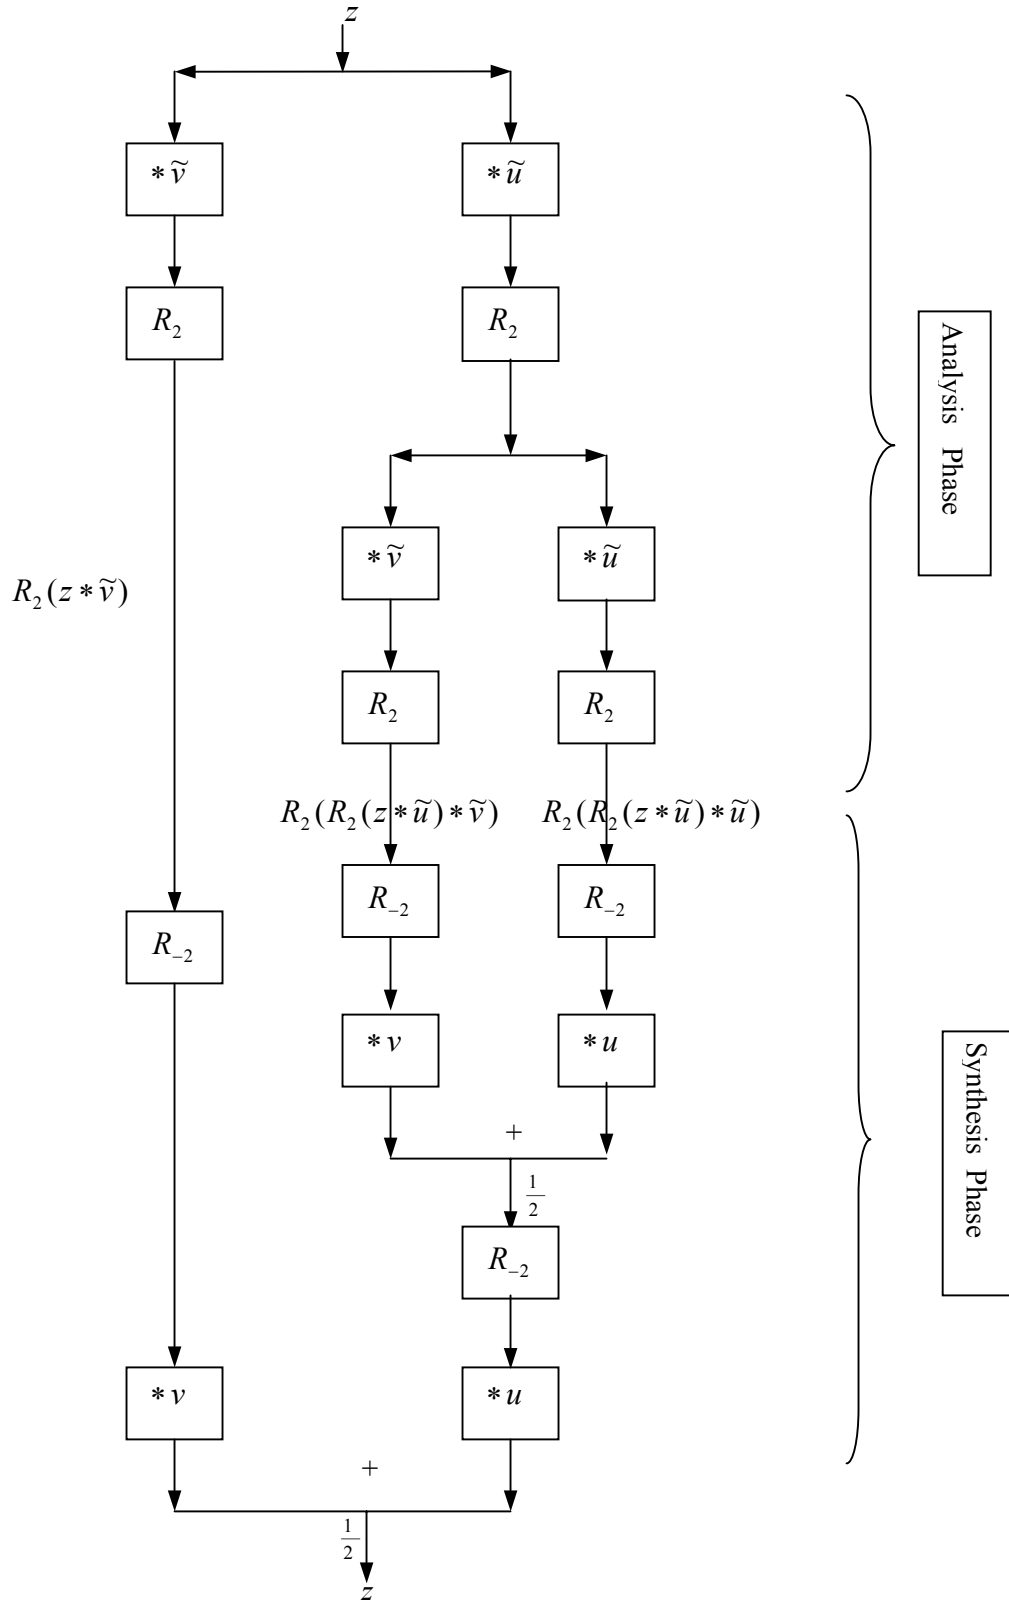 z
* ṽ
* ũ
R₂
R₂
Analysis Phase
* ṽ
* ũ
R₂(z * ṽ)
R₂
R₂
R₂(R₂(z * ũ) * ṽ)
R₂(R₂(z * ũ) * ũ)
R₋₂
R₋₂
R₋₂
* v
* u
Synthesis Phase
+
1/2
R₋₂
* v
* u
+
1/2
z